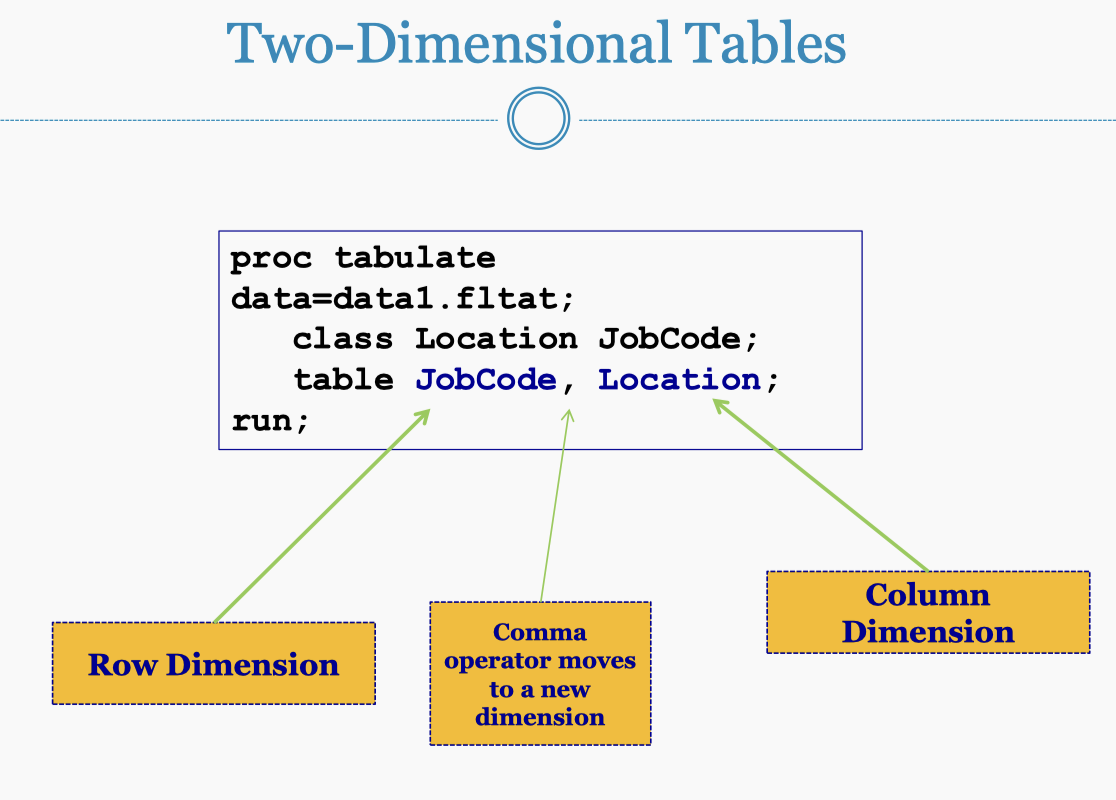 Two-Dimensional Tables
proc tabulate
data=data1.fltat;
class Location JobCode;
table JobCode, Location;
run;
Row Dimension
Comma
operator moves
to a new
dimension
Column
Dimension